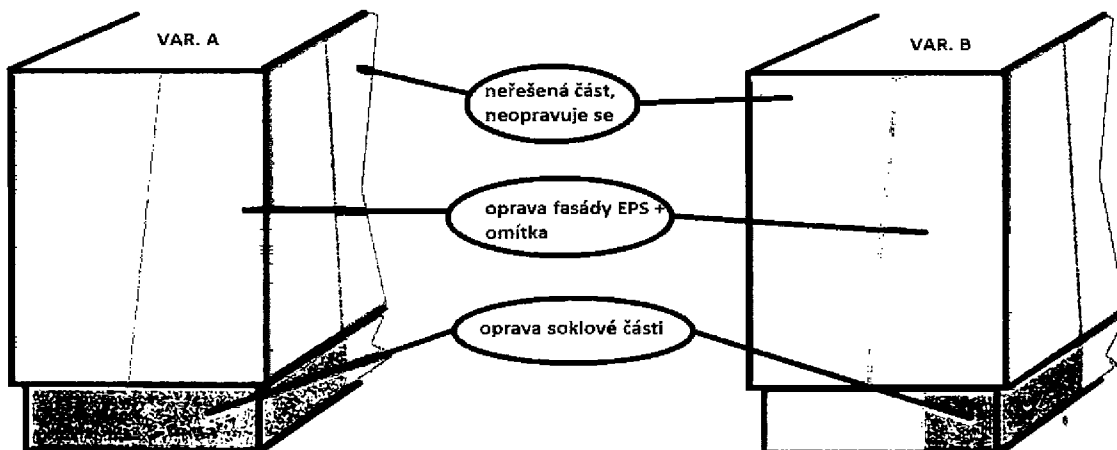 VAR. A
VAR. B
neřešená část,
neopravuje se
oprava fasády EPS +
omítka
oprava soklové části